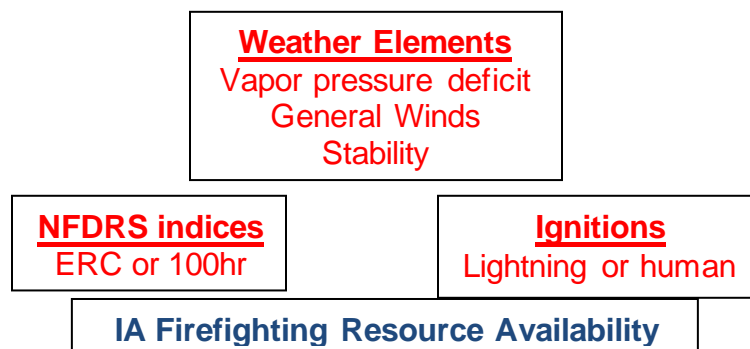 Weather Elements
Vapor pressure deficit
General Winds
Stability
NFDRS indices
ERC or 100hr
Ignitions
Lightning or human
IA Firefighting Resource Availability